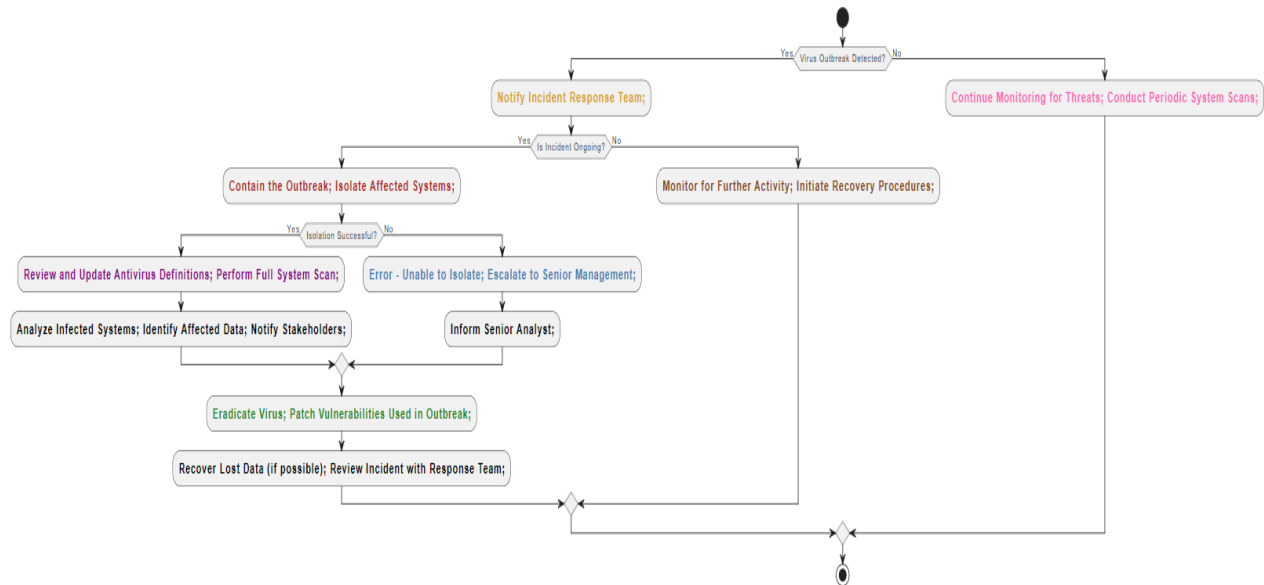 Yes
Virus Outbreak Detected?
No
Notify Incident Response Team;
Continue Monitoring for Threats; Conduct Periodic System Scans;
Yes
Is Incident Ongoing?
No
Contain the Outbreak; Isolate Affected Systems;
Monitor for Further Activity; Initiate Recovery Procedures;
Yes
Isolation Successful?
No
Review and Update Antivirus Definitions; Perform Full System Scan;
Error - Unable to Isolate; Escalate to Senior Management;
Analyze Infected Systems; Identify Affected Data; Notify Stakeholders;
Inform Senior Analyst;
Eradicate Virus; Patch Vulnerabilities Used in Outbreak;
Recover Lost Data (if possible); Review Incident with Response Team;